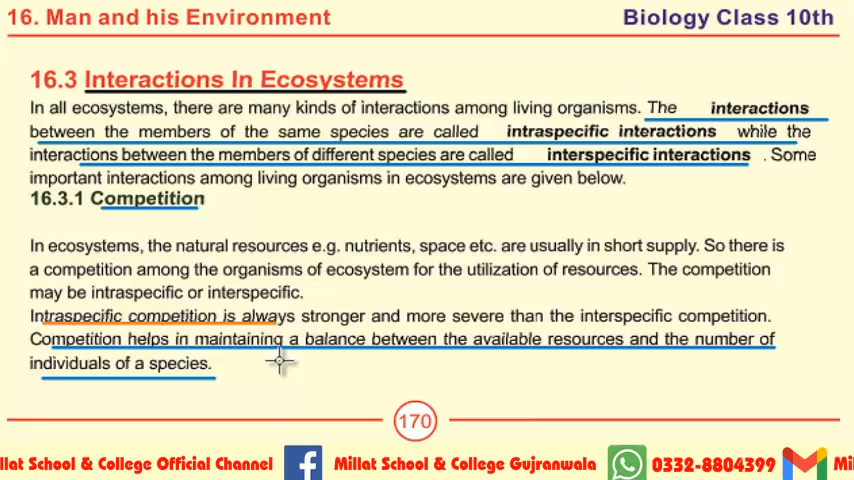 16. Man and his Environment
Biology Class 10th
16.3 Interactions In Ecosystems
In all ecosystems, there are many kinds of interactions among living organisms. The interactions
between the members of the same species are called intraspecific interactions while the
interactions between the members of different species are called interspecific interactions . Some
important interactions among living organisms in ecosystems are given below.
16.3.1 Competition
In ecosystems, the natural resources e.g. nutrients, space etc. are usually in short supply. So there is
a competition among the organisms of ecosystem for the utilization of resources. The competition
may be intraspecific or interspecific.
Intraspecific competition is always stronger and more severe than the interspecific competition.
Competition helps in maintaining a balance between the available resources and the number of
individuals of a species.
170
llat School & College Official Channel f Millat School & College Gujranwala 0332-8804399 Mi